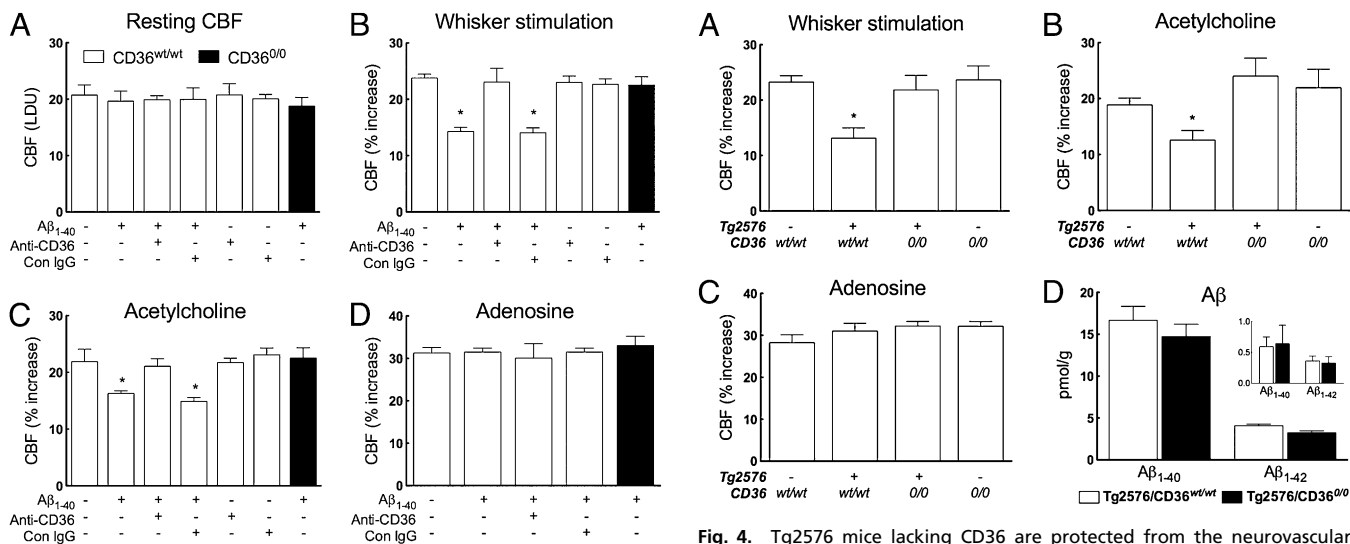 A Resting CBF
30
20
10
0
CBF (LDU)
CD36wt/wt CD360/0
Aβ1-40 - + + + - - +
Anti-CD36 - - + - + - -
Con IgG - - - + - + -
B Whisker stimulation
30
20
10
0
CBF (% increase)
Aβ1-40 - + + + - - +
Anti-CD36 - - + - + - -
Con IgG - - - + - + -
C Acetylcholine
30
20
10
0
CBF (% increase)
* *
Aβ1-40 - + + + - - +
Anti-CD36 - - + - + - -
Con IgG - - - + - + -
D Adenosine
40
30
20
10
0
CBF (% increase)
Aβ1-40 - + + + +
Anti-CD36 - - + - -
Con IgG - - - + -
A Whisker stimulation
30
20
10
0
CBF (% increase)
*
Tg2576 - + + -
CD36 wt/wt wt/wt 0/0 0/0
B Acetylcholine
30
20
10
0
CBF (% increase)
*
Tg2576 - + + -
CD36 wt/wt wt/wt 0/0 0/0
C Adenosine
40
30
20
10
0
CBF (% increase)
Tg2576 - + + -
CD36 wt/wt wt/wt 0/0 0/0
D Aβ
20
15
10
5
0
pmol/g
1.0
0.5
0.0
Aβ1-40 Aβ1-42
Aβ1-40 Aβ1-42
Tg2576/CD36wt/wt Tg2576/CD360/0
Fig. 4. Tg2576 mice lacking CD36 are protected from the neurovascular